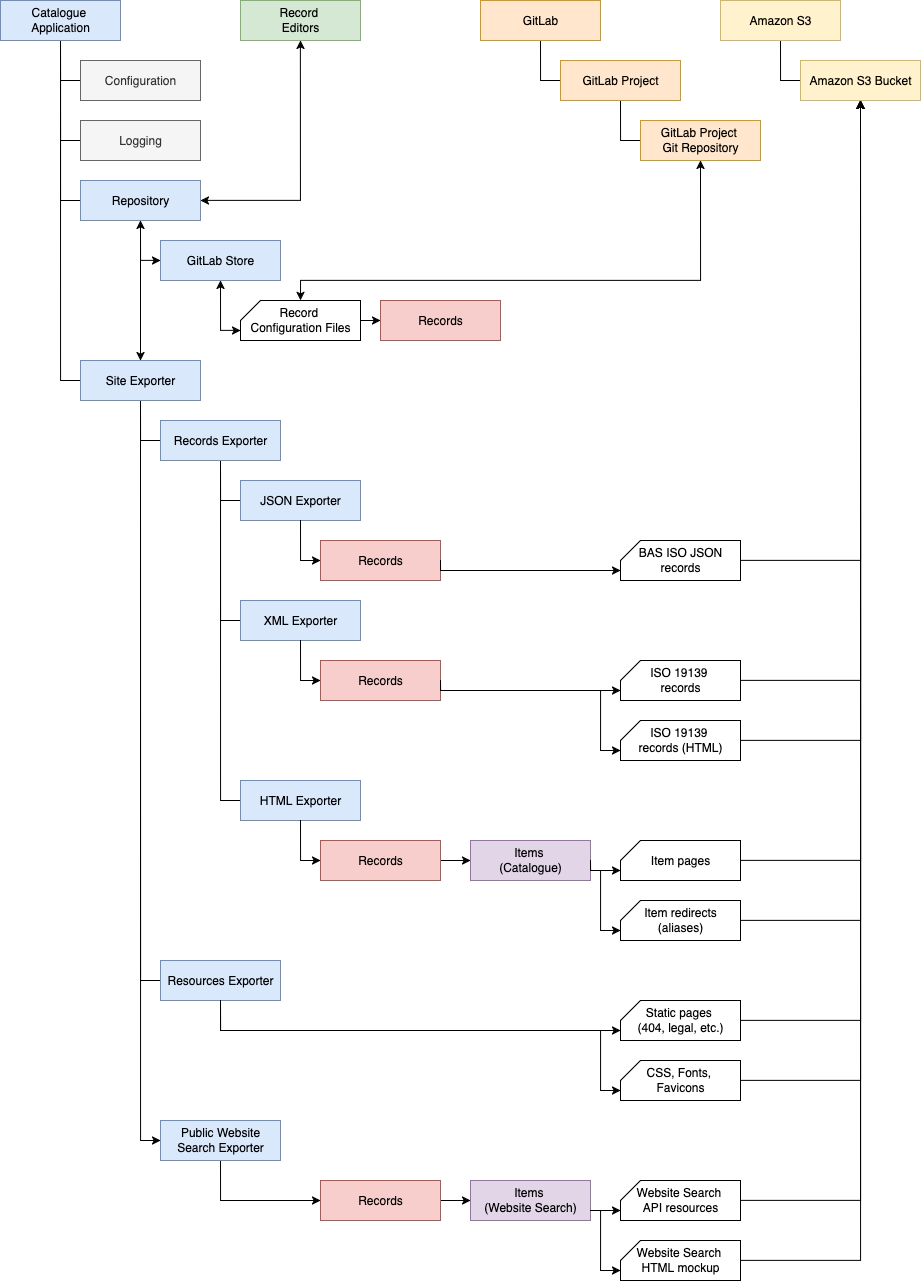 Catalogue
Application
Record
Editors
GitLab
Amazon S3
Configuration
GitLab Project
Amazon S3 Bucket
Logging
GitLab Project
Git Repository
Repository
GitLab Store
Record
Configuration Files
Records
Site Exporter
Records Exporter
JSON Exporter
Records
BAS ISO JSON
records
XML Exporter
Records
ISO 19139
records
ISO 19139
records (HTML)
HTML Exporter
Records
Items
(Catalogue)
Item pages
Item redirects
(aliases)
Resources Exporter
Static pages
(404, legal, etc.)
CSS, Fonts,
Favicons
Public Website
Search Exporter
Records
Items
(Website Search)
Website Search
API resources
Website Search
HTML mockup